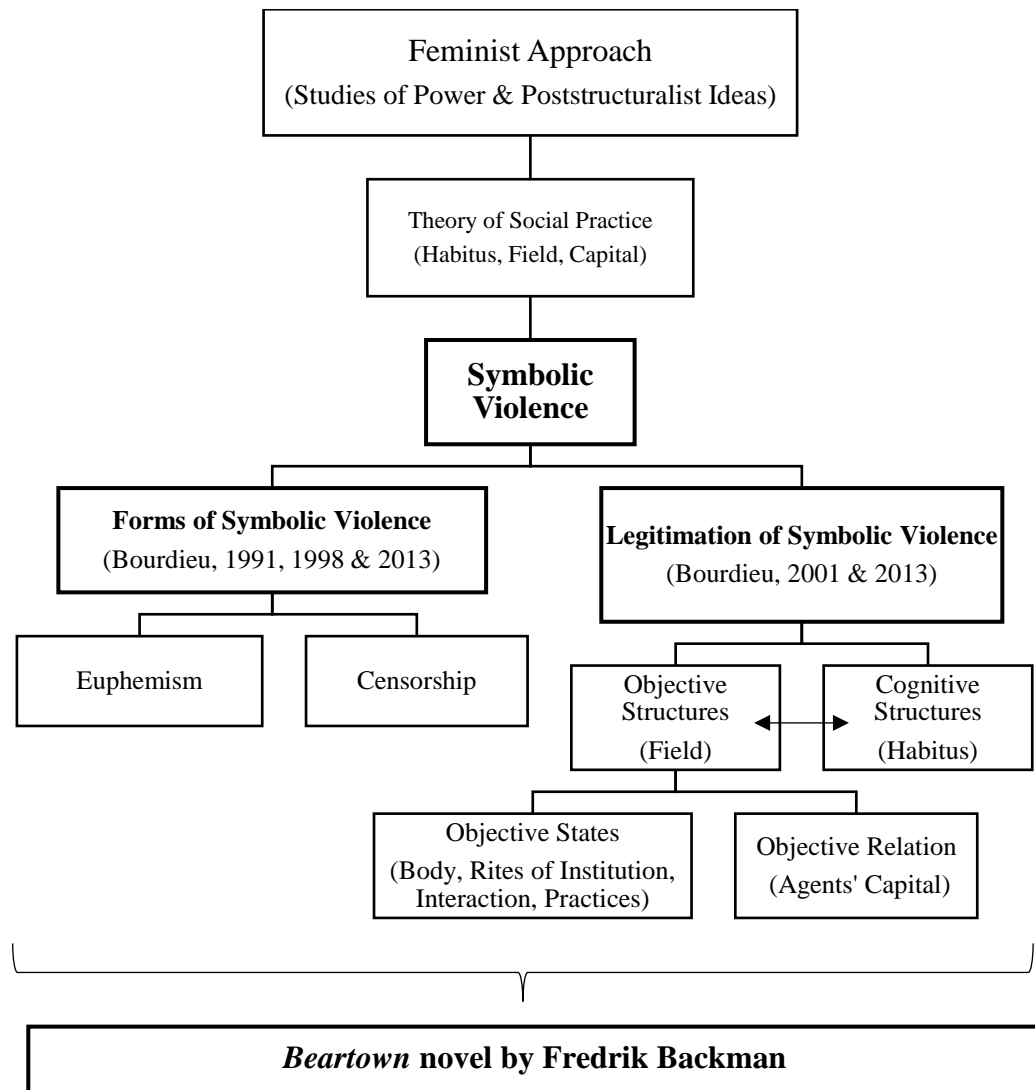 Feminist Approach
(Studies of Power & Poststructuralist Ideas)
Theory of Social Practice
(Habitus, Field, Capital)
Symbolic
Violence
Forms of Symbolic Violence
(Bourdieu, 1991, 1998 & 2013)
Legitimation of Symbolic Violence
(Bourdieu, 2001 & 2013)
Euphemism
Censorship
Objective
Structures
(Field)
Cognitive
Structures
(Habitus)
Objective States
(Body, Rites of Institution,
Interaction, Practices)
Objective Relation
(Agents' Capital)
Beartown novel by Fredrik Backman